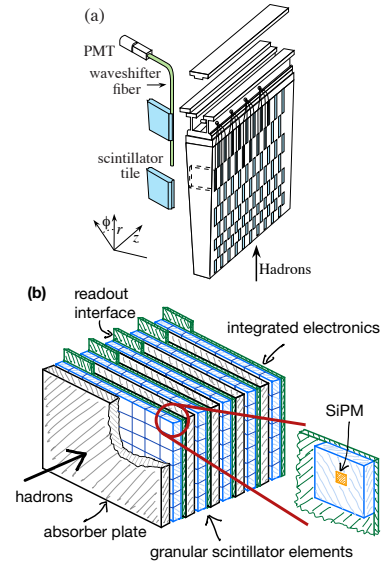 (a)
PMT
waveshifter
fiber
scintillator
tile
ϕ
r
z
Hadrons
(b)
readout
interface
integrated electronics
SiPM
hadrons
absorber plate
granular scintillator elements